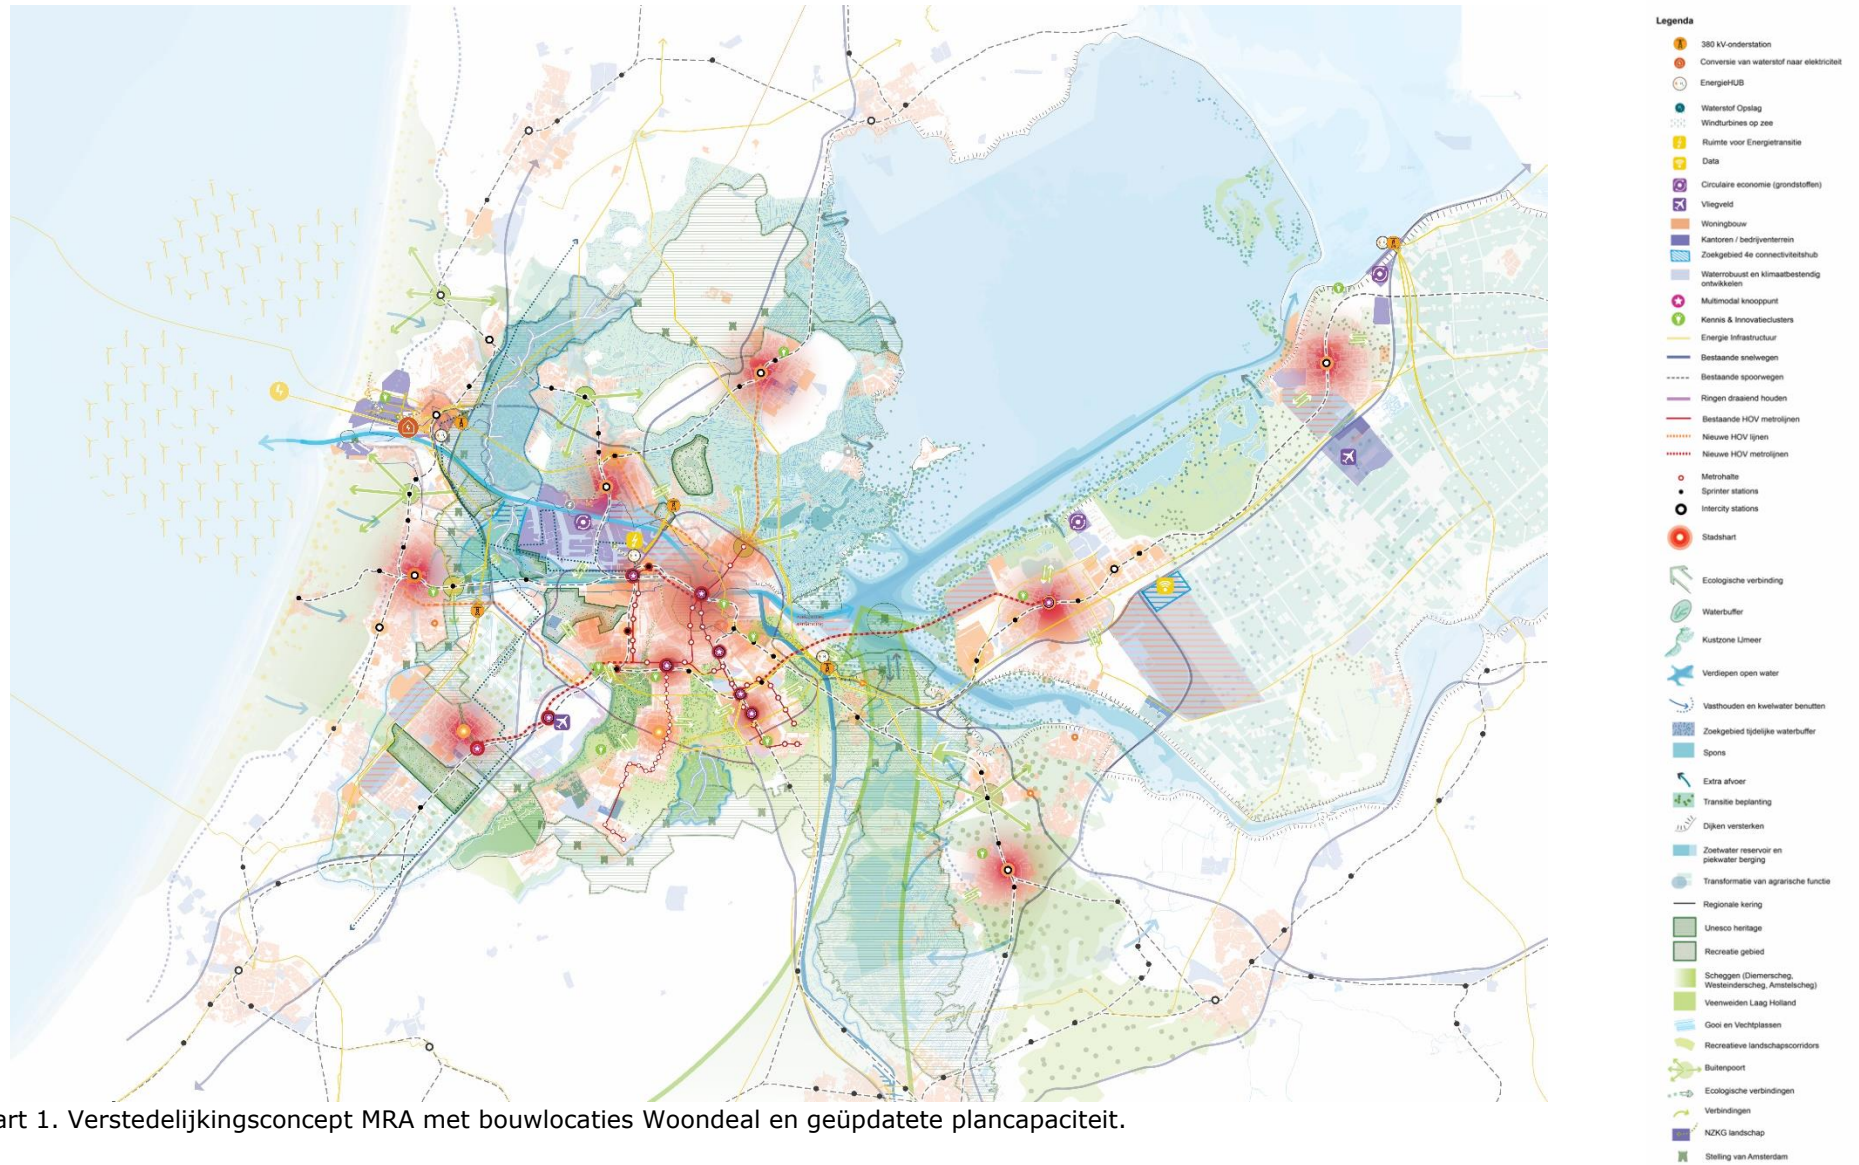 Legenda
380 kV-onderstation
Conversie van waterstof naar elektriciteit
EnergieHUB
Waterstof Opslag
Windturbines op zee
Ruimte voor Energietransitie
Data
Circulaire economie (grondstoffen)
Vliegveld
Woningbouw
Kantoren / bedrijventerrein
Zoekgebied 4e connectiviteitshub
Waterrobuust en klimaatbestendig
ontwikkelen
Multimodal knooppunt
Kennis & Innovatieclusters
Energie Infrastructuur
Bestaande snelwegen
Bestaande spoorwegen
Ringen draaiend houden
Bestaande HOV metrolijnen
Nieuwe HOV lijnen
Nieuwe HOV metrolijnen
Metrohalte
Sprinter stations
Intercity stations
Stadshart
Ecologische verbinding
Waterbuffer
Kustzone IJmeer
Verdiepen open water
Vasthouden en kwelwater benutten
Zoekgebied tijdelijke waterbuffer
Spons
Extra afvoer
Transitie beplanting
Dijken versterken
Zoetwater reservoir en
piekwater berging
Transformatie van agrarische functie
Regionale kering
Unesco heritage
Recreatie gebied
Scheggen (Diemerscheg,
Westeinderscheg, Amstelscheg)
Veenweiden Laag Holland
Gooi en Vechtplassen
Recreatieve landschapscorridors
Buitenpoort
Ecologische verbindingen
Verbindingen
NZKG landschap
Stelling van Amsterdam
art 1. Verstedelijkingsconcept MRA met bouwlocaties Woondeal en geüpdatete plancapaciteit.